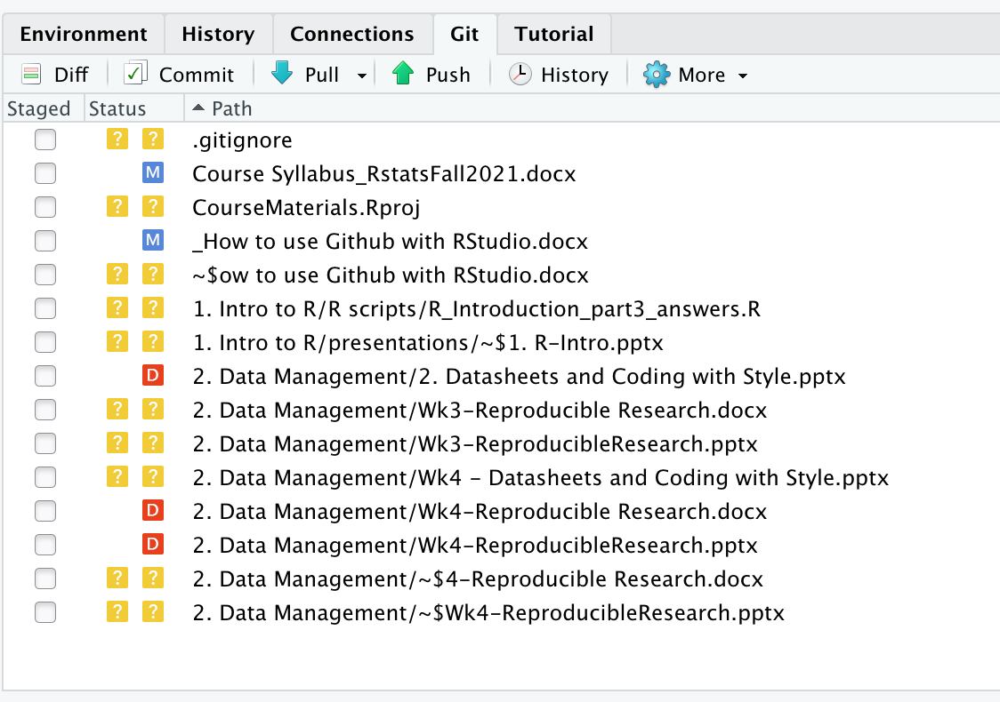 Environment History Connections Git Tutorial
Diff Commit Pull Push History More
Staged Status Path
? ? .gitignore
M Course Syllabus_RstatsFall2021.docx
? ? CourseMaterials.Rproj
M _How to use Github with RStudio.docx
? ? ~$ow to use Github with RStudio.docx
? ? 1. Intro to R/R scripts/R_Introduction_part3_answers.R
? ? 1. Intro to R/presentations/~$1. R-Intro.pptx
D 2. Data Management/2. Datasheets and Coding with Style.pptx
? ? 2. Data Management/Wk3-Reproducible Research.docx
? ? 2. Data Management/Wk3-ReproducibleResearch.pptx
? ? 2. Data Management/Wk4 - Datasheets and Coding with Style.pptx
D 2. Data Management/Wk4-Reproducible Research.docx
D 2. Data Management/Wk4-ReproducibleResearch.pptx
? ? 2. Data Management/~$4-Reproducible Research.docx
? ? 2. Data Management/~$Wk4-ReproducibleResearch.pptx